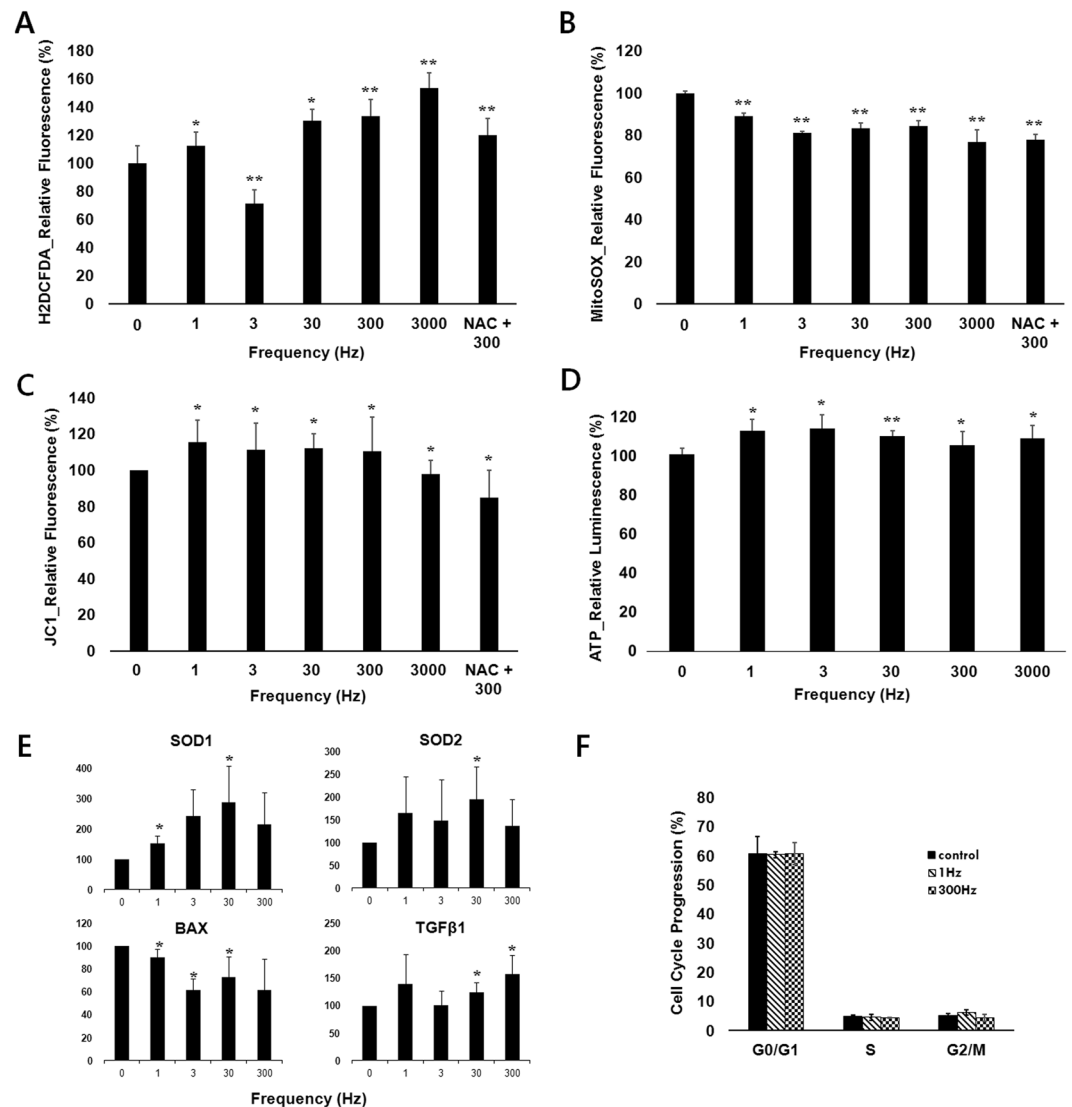 A
H2DCFDA_Relative Fluorescence (%)
180
160
140
120
100
80
60
40
20
0
* ** * ** ** **
0 1 3 30 300 3000 NAC +
300
Frequency (Hz)
B
MitoSOX_Relative Fluorescence (%)
120
100
80
60
40
20
0
** ** ** ** ** **
0 1 3 30 300 3000 NAC +
300
Frequency (Hz)
C
JC1_Relative Fluorescence (%)
140
120
100
80
60
40
20
0
* * * * * *
0 1 3 30 300 3000 NAC +
300
Frequency (Hz)
D
ATP_Relative Luminescence (%)
120
100
80
60
40
20
0
* * ** * *
0 1 3 30 300 3000
Frequency (Hz)
E
SOD1
400
300
200
100
0
* *
0 1 3 30 300
SOD2
300
250
200
150
100
50
0
*
0 1 3 30 300
BAX
120
100
80
60
40
20
0
* * *
0 1 3 30 300
TGFβ1
250
200
150
100
50
0
* *
0 1 3 30 300
Frequency (Hz)
F
Cell Cycle Progression (%)
80
70
60
50
40
30
20
10
0
control
1Hz
300Hz
G0/G1 S G2/M